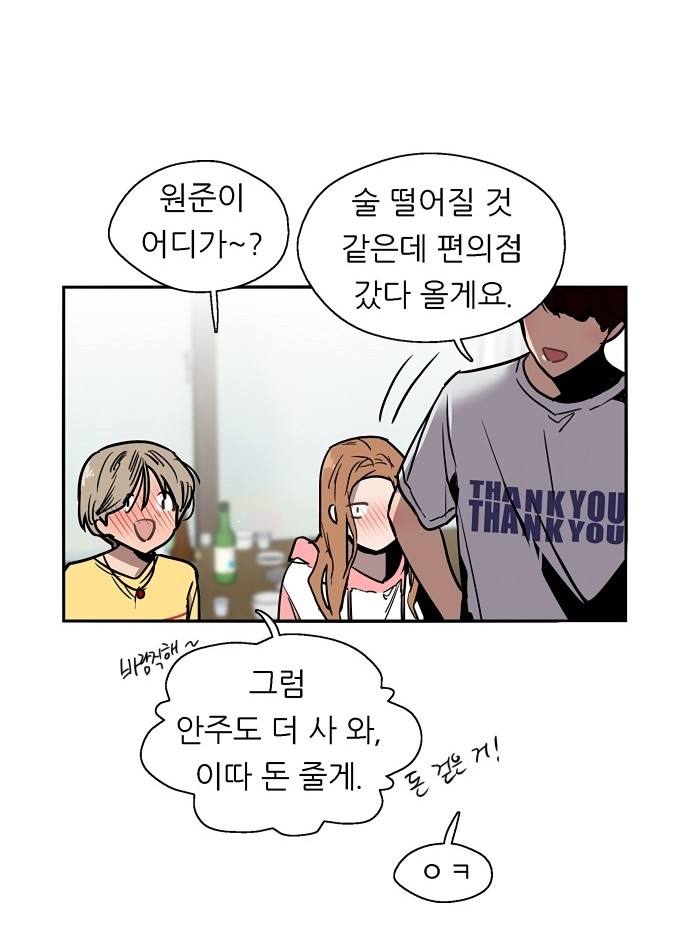 원준이
어디가~?
술 떨어질 것
같은데 편의점
갔다 올게요.
THANK YOU
THANK YOU
바람직해~
그럼
안주도 더 사 와,
이따 돈 줄게.
돈 걷은 거!
ㅇㅋ